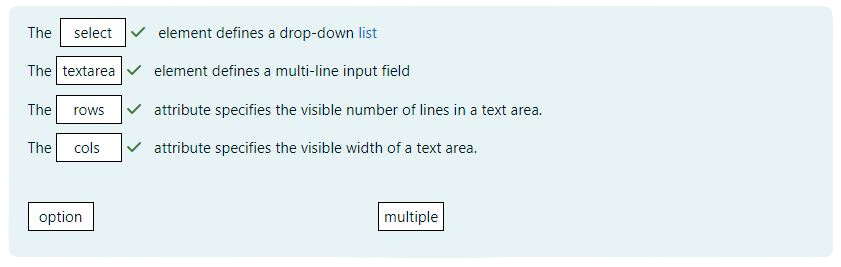 The select element defines a drop-down list
The textarea element defines a multi-line input field
The rows attribute specifies the visible number of lines in a text area.
The cols attribute specifies the visible width of a text area.
option multiple